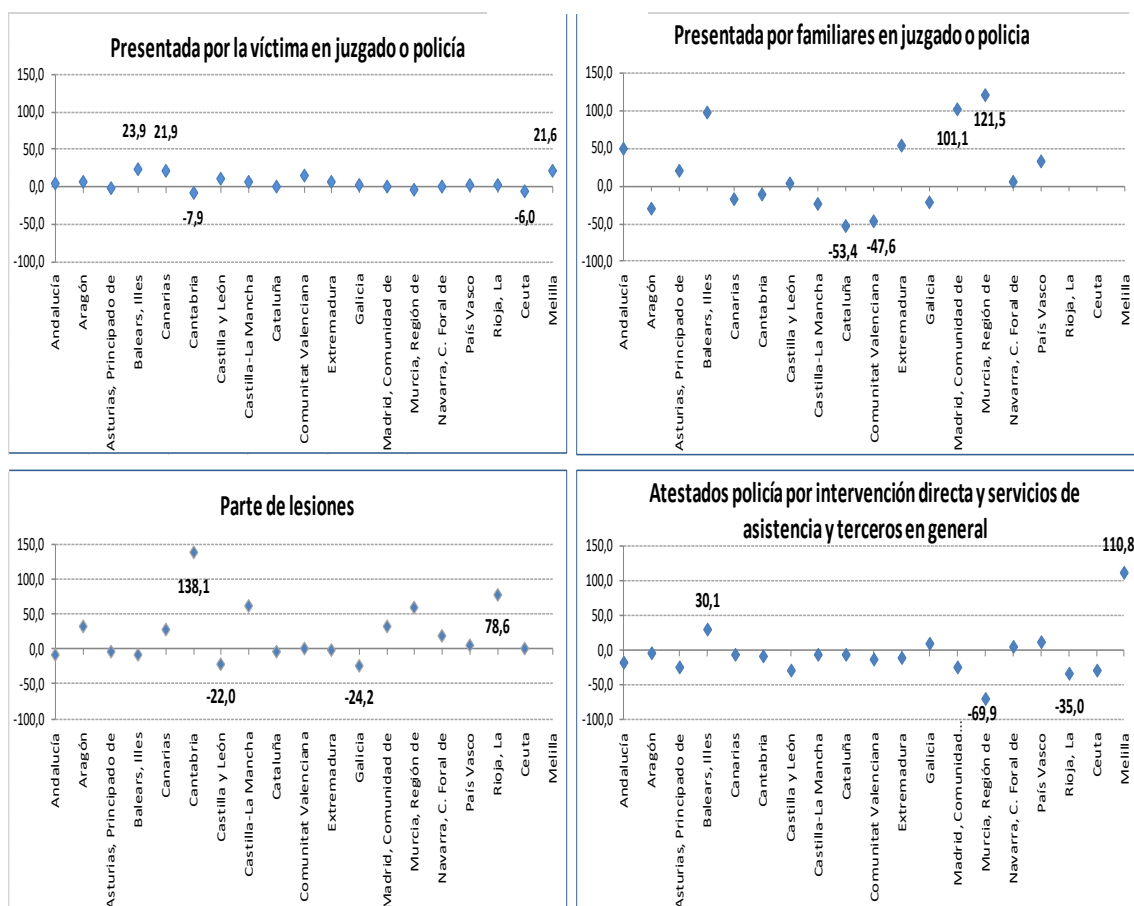 Presentada por la víctima en juzgado o policía
150,0
100,0
50,0
0,0
-50,0
-100,0
23,9
21,9
-7,9
-6,0
21,6
Andalucía
Aragón
Asturias, Principado de
Balears, Illes
Canarias
Cantabria
Castilla y León
Castilla-La Mancha
Cataluña
Comunitat Valenciana
Extremadura
Galicia
Madrid, Comunidad de
Murcia, Región de
Navarra, C. Foral de
País Vasco
Rioja, La
Ceuta
Melilla
Presentada por familiares en juzgado o policia
150,0
100,0
50,0
0,0
-50,0
-100,0
-53,4
-47,6
101,1
121,5
Andalucía
Aragón
Asturias, Principado de
Balears, Illes
Canarias
Cantabria
Castilla y León
Castilla-La Mancha
Cataluña
Comunitat Valenciana
Extremadura
Galicia
Madrid, Comunidad de
Murcia, Región de
Navarra, C. Foral de
País Vasco
Rioja, La
Ceuta
Melilla
Parte de lesiones
150,0
100,0
50,0
0,0
-50,0
-100,0
138,1
-22,0
-24,2
78,6
Andalucía
Aragón
Asturias, Principado de
Balears, Illes
Canarias
Cantabria
Castilla y León
Castilla-La Mancha
Cataluña
Comunitat Valenciana
Extremadura
Galicia
Madrid, Comunidad de
Murcia, Región de
Navarra, C. Foral de
País Vasco
Rioja, La
Ceuta
Melilla
Atestados policía por intervención directa y servicios de
asistencia y terceros en general
150,0
100,0
50,0
0,0
-50,0
-100,0
30,1
-69,9
-35,0
110,8
Andalucía
Aragón
Asturias, Principado de
Balears, Illes
Canarias
Cantabria
Castilla y León
Castilla-La Mancha
Cataluña
Comunitat Valenciana
Extremadura
Galicia
Madrid, Comunidad...
Murcia, Región de
Navarra, C. Foral de
País Vasco
Rioja, La
Ceuta
Melilla